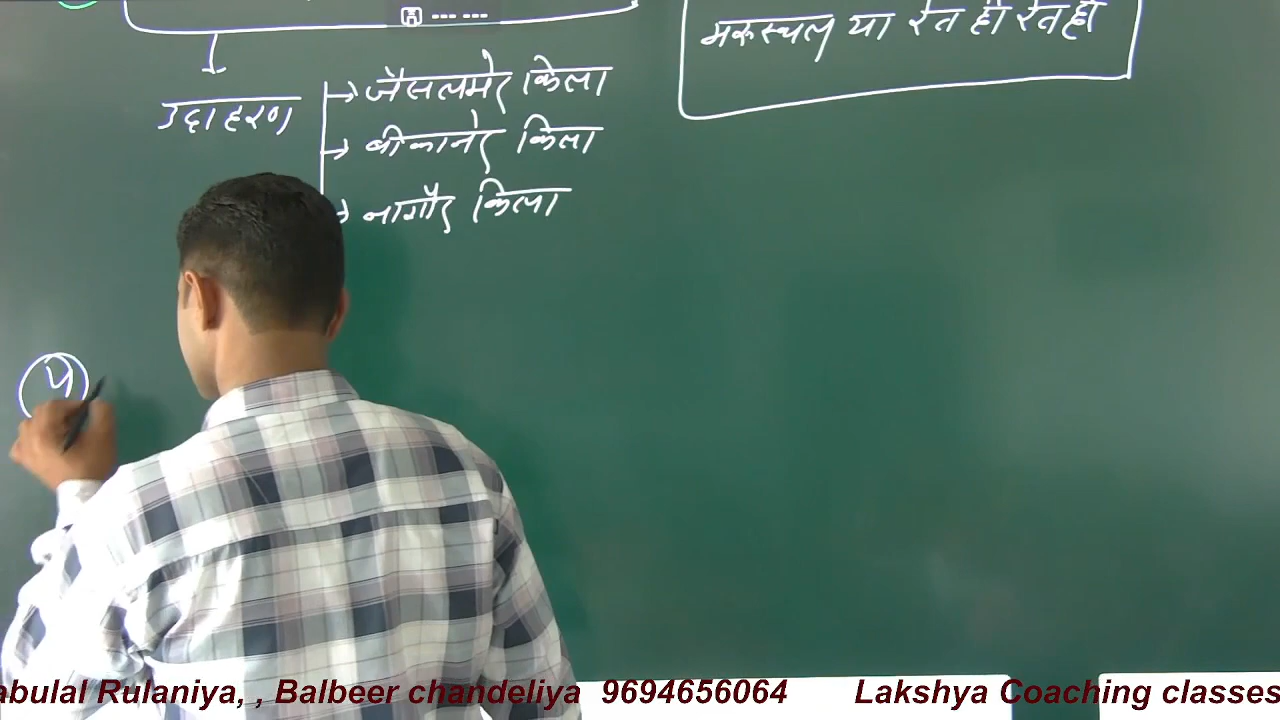 मरुस्थल या रेत ही रेत हो
उदाहरण
जैसलमेर किला
बीकानेर किला
नागौर किला
abulal Rulaniya, , Balbeer chandeliya 9694656064 Lakshya Coaching classes